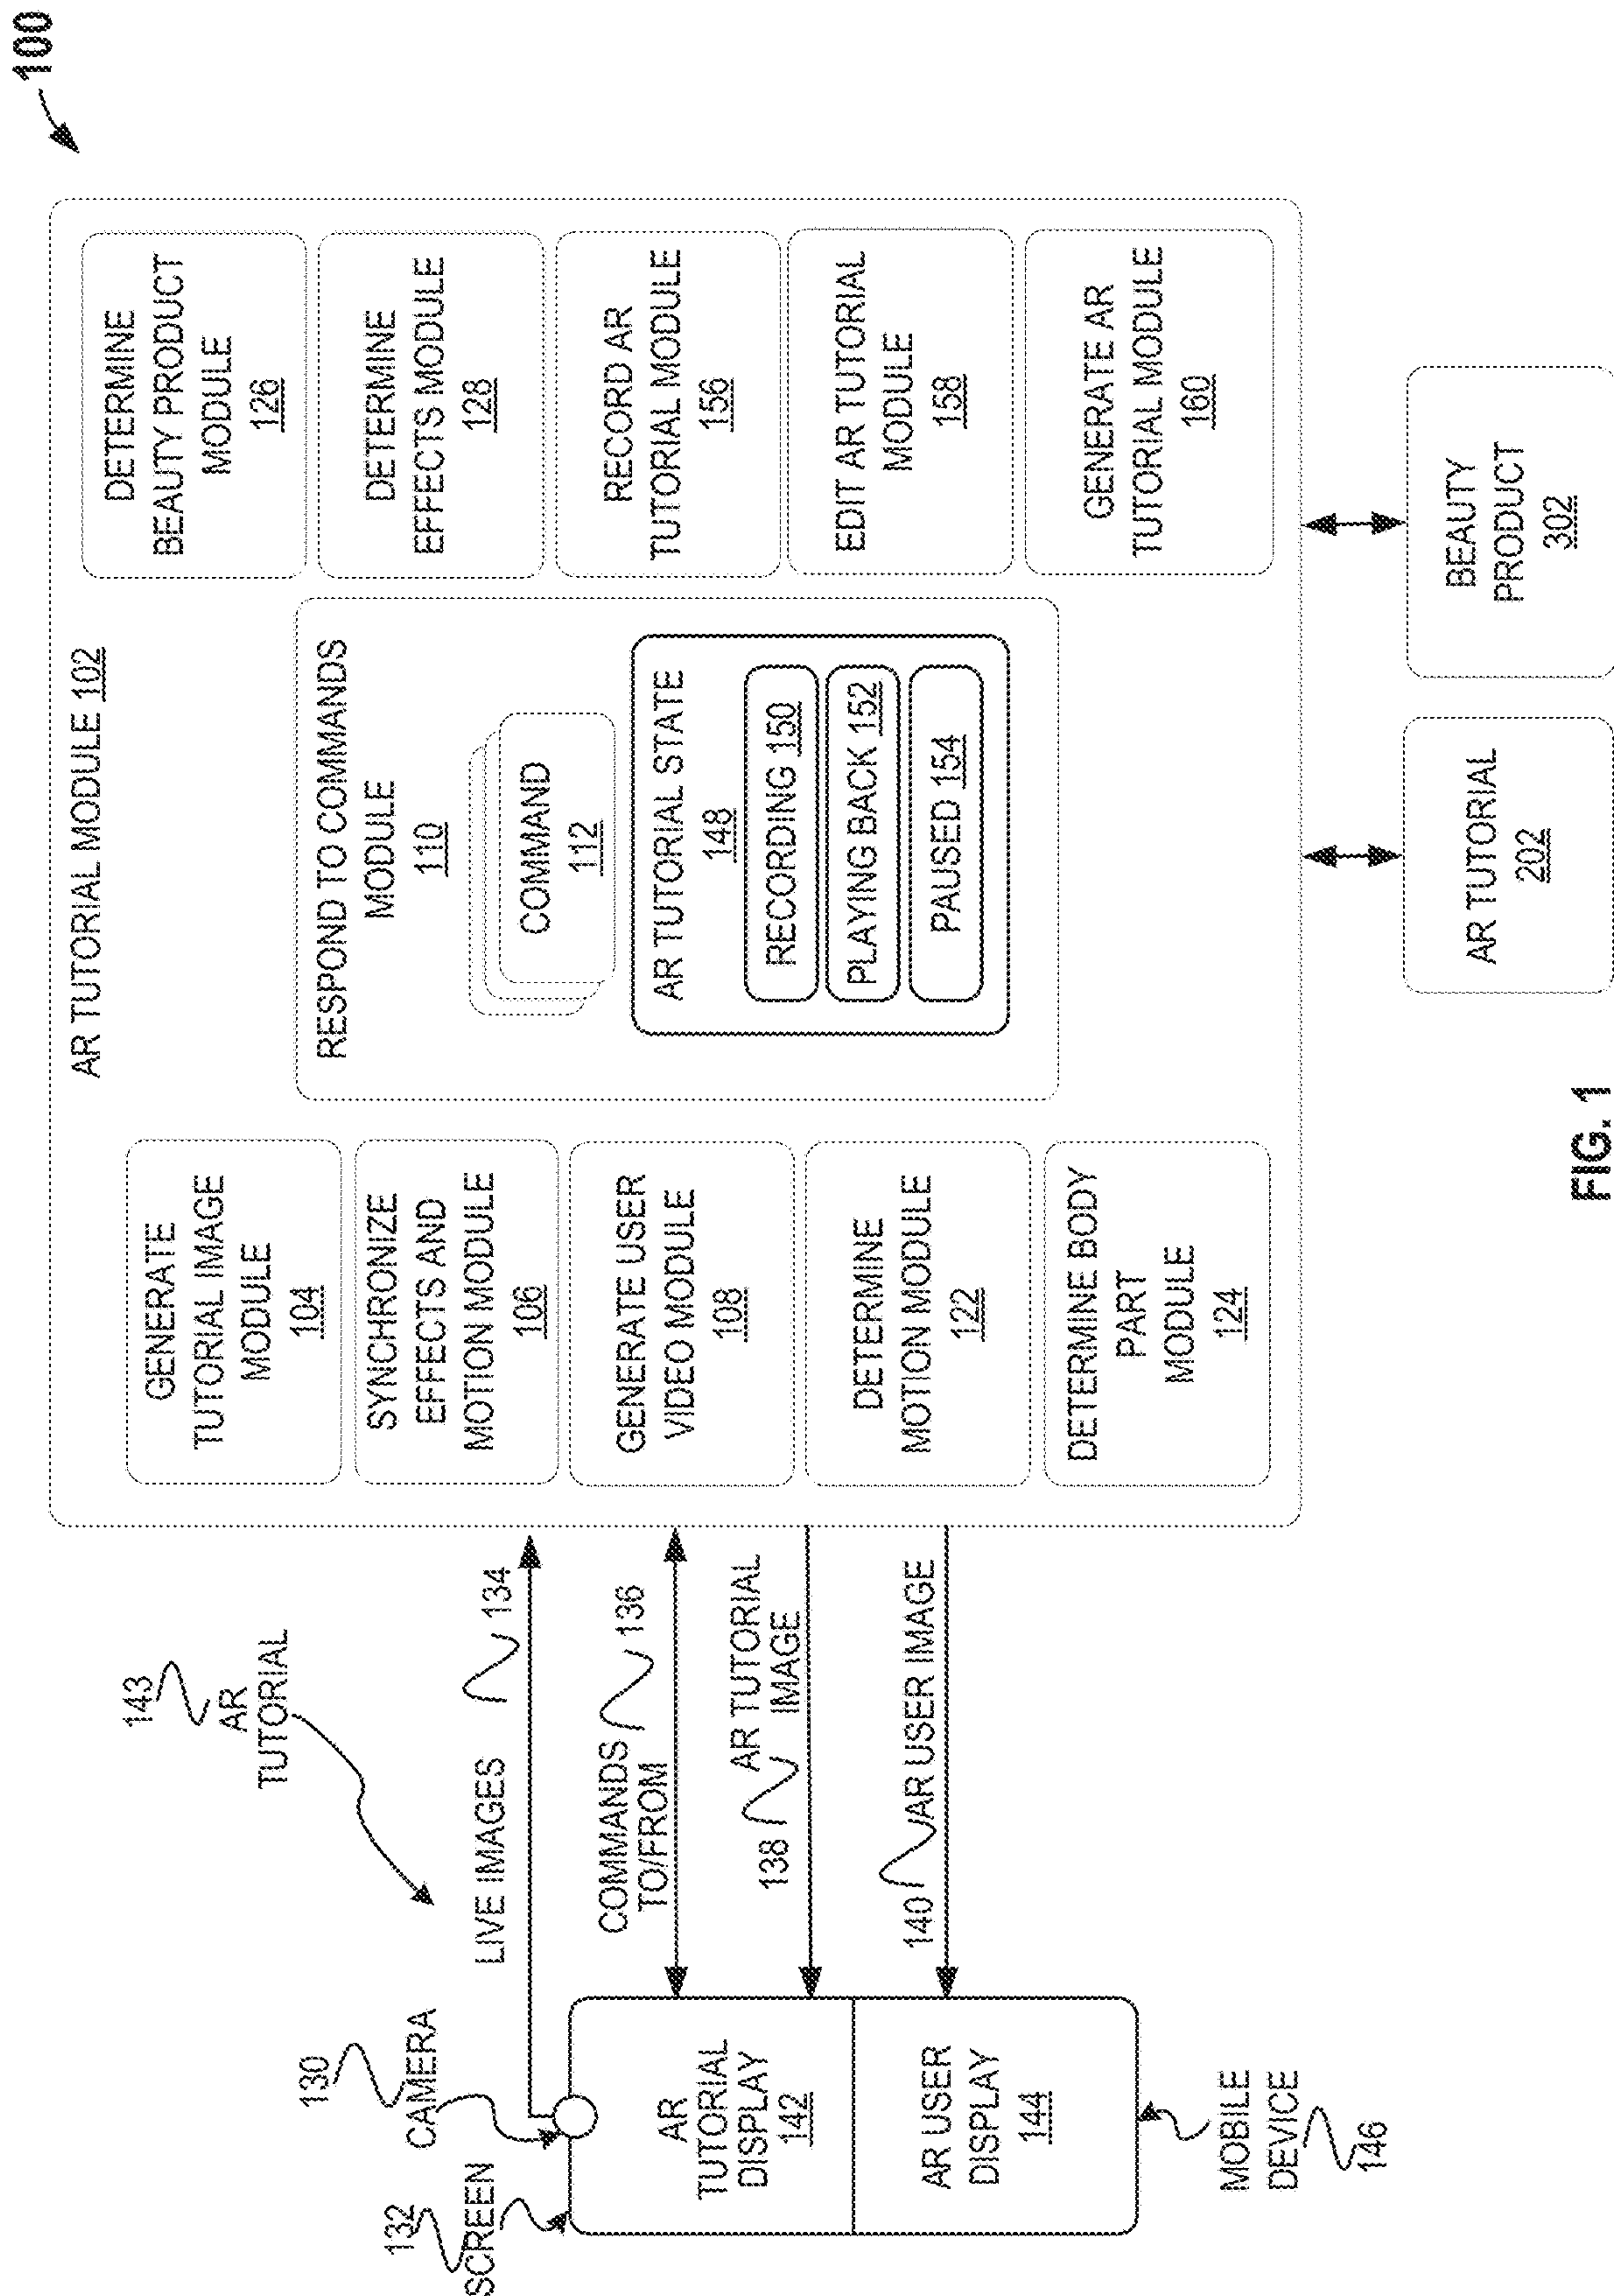 100
AR TUTORIAL MODULE 102
GENERATE
TUTORIAL IMAGE
MODULE
104
SYNCHRONIZE
EFFECTS AND
MOTION MODULE
106
GENERATE USER
VIDEO MODULE
108
DETERMINE
MOTION MODULE
122
DETERMINE BODY
PART
MODULE
124
RESPOND TO COMMANDS
MODULE
110
COMMAND
112
AR TUTORIAL STATE
148
RECORDING 150
PLAYING BACK 152
PAUSED 154
DETERMINE
BEAUTY PRODUCT
MODULE
126
DETERMINE
EFFECTS MODULE
128
RECORD AR
TUTORIAL MODULE
156
EDIT AR TUTORIAL
MODULE
158
GENERATE AR
TUTORIAL MODULE
160
143
AR
TUTORIAL
LIVE IMAGES
134
COMMANDS
TO/FROM
136
138
AR TUTORIAL
IMAGE
140
AR USER IMAGE
130
CAMERA
132
SCREEN
AR
TUTORIAL
DISPLAY
142
AR USER
DISPLAY
144
MOBILE
DEVICE
146
AR TUTORIAL
202
BEAUTY
PRODUCT
302
FIG. 1